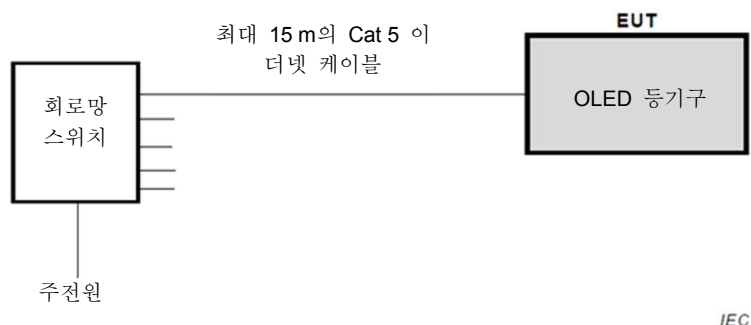 최대 15 m의 Cat 5 이
더넷 케이블
EUT
회로망
스위치
OLED 등기구
주전원
IEC